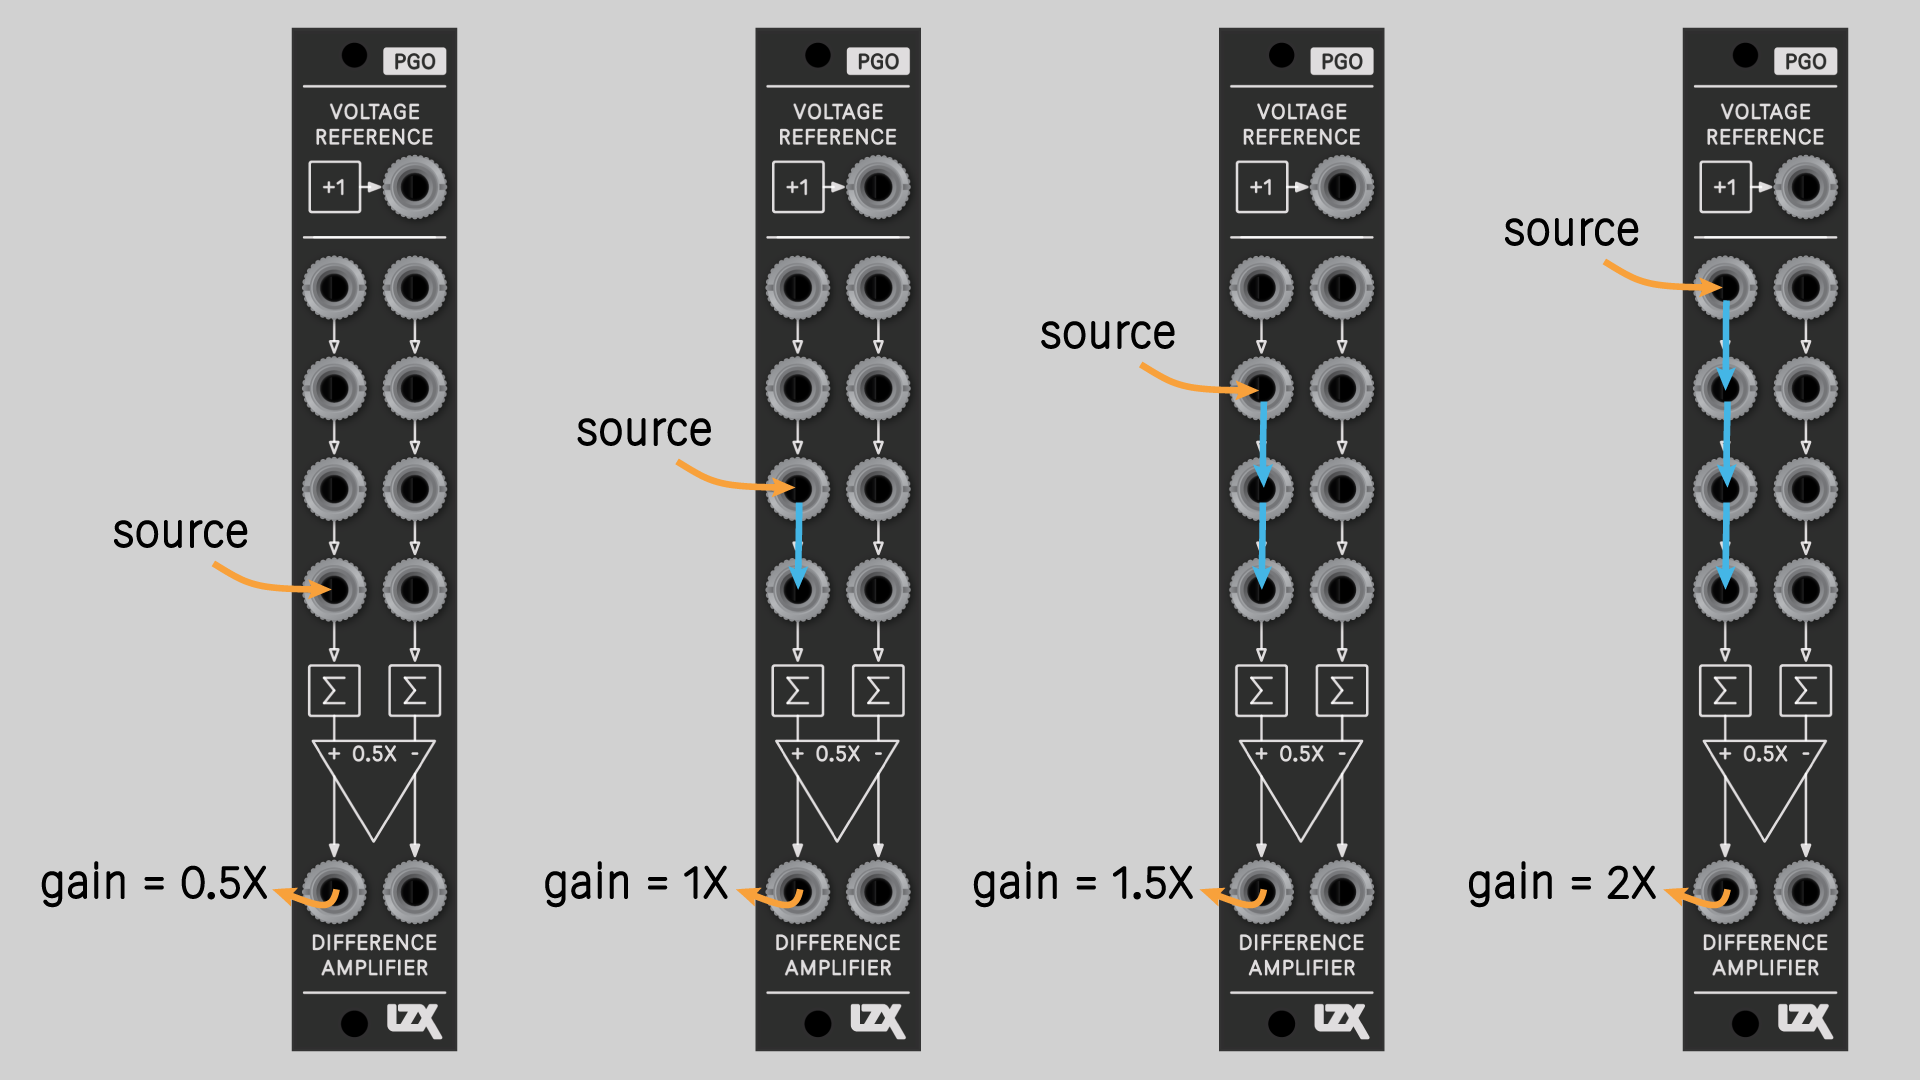 PGO
VOLTAGE
REFERENCE
+1
source
Σ Σ
+ 0.5X -
gain = 0.5X
DIFFERENCE
AMPLIFIER
LZX
PGO
VOLTAGE
REFERENCE
+1
source
Σ Σ
+ 0.5X -
gain = 1X
DIFFERENCE
AMPLIFIER
LZX
PGO
VOLTAGE
REFERENCE
+1
source
Σ Σ
+ 0.5X -
gain = 1.5X
DIFFERENCE
AMPLIFIER
LZX
PGO
VOLTAGE
REFERENCE
+1
source
Σ Σ
+ 0.5X -
gain = 2X
DIFFERENCE
AMPLIFIER
LZX